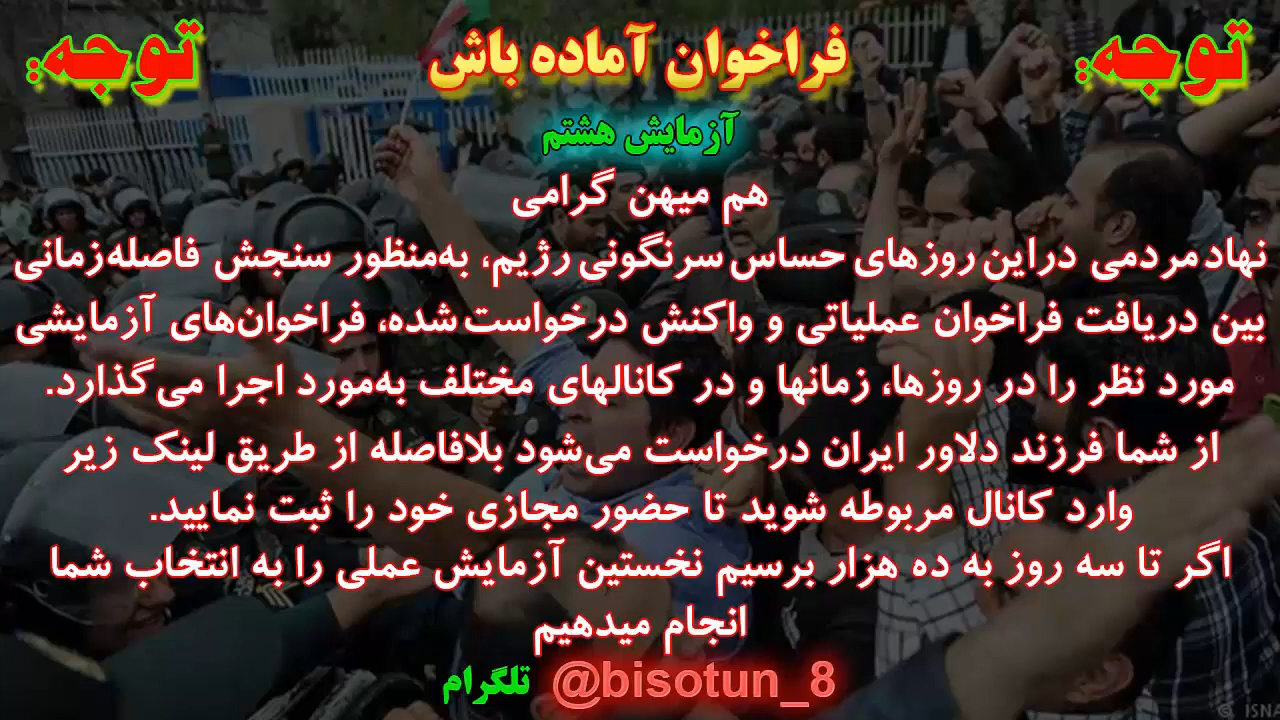 توجه:
فراخوان آماده باش
توجه:
آزمایش هشتم
هم میهن گرامی
نهاد مردمی دراین روزهای حساس سرنگونی رژیم، به‌منظور سنجش فاصله‌زمانی
بین دریافت فراخوان عملیاتی و واکنش درخواست شده، فراخوان‌های آزمایشی
مورد نظر را در روزها، زمانها و در کانالهای مختلف به‌مورد اجرا می‌گذارد.
از شما فرزند دلاور ایران درخواست می‌شود بلافاصله از طریق لینک زیر
وارد کانال مربوطه شوید تا حضور مجازی خود را ثبت نمایید.
اگر تا سه روز به ده هزار برسیم نخستین آزمایش عملی را به انتخاب شما
انجام میدهیم
@bisotun_8 تلگرام
© ISNA